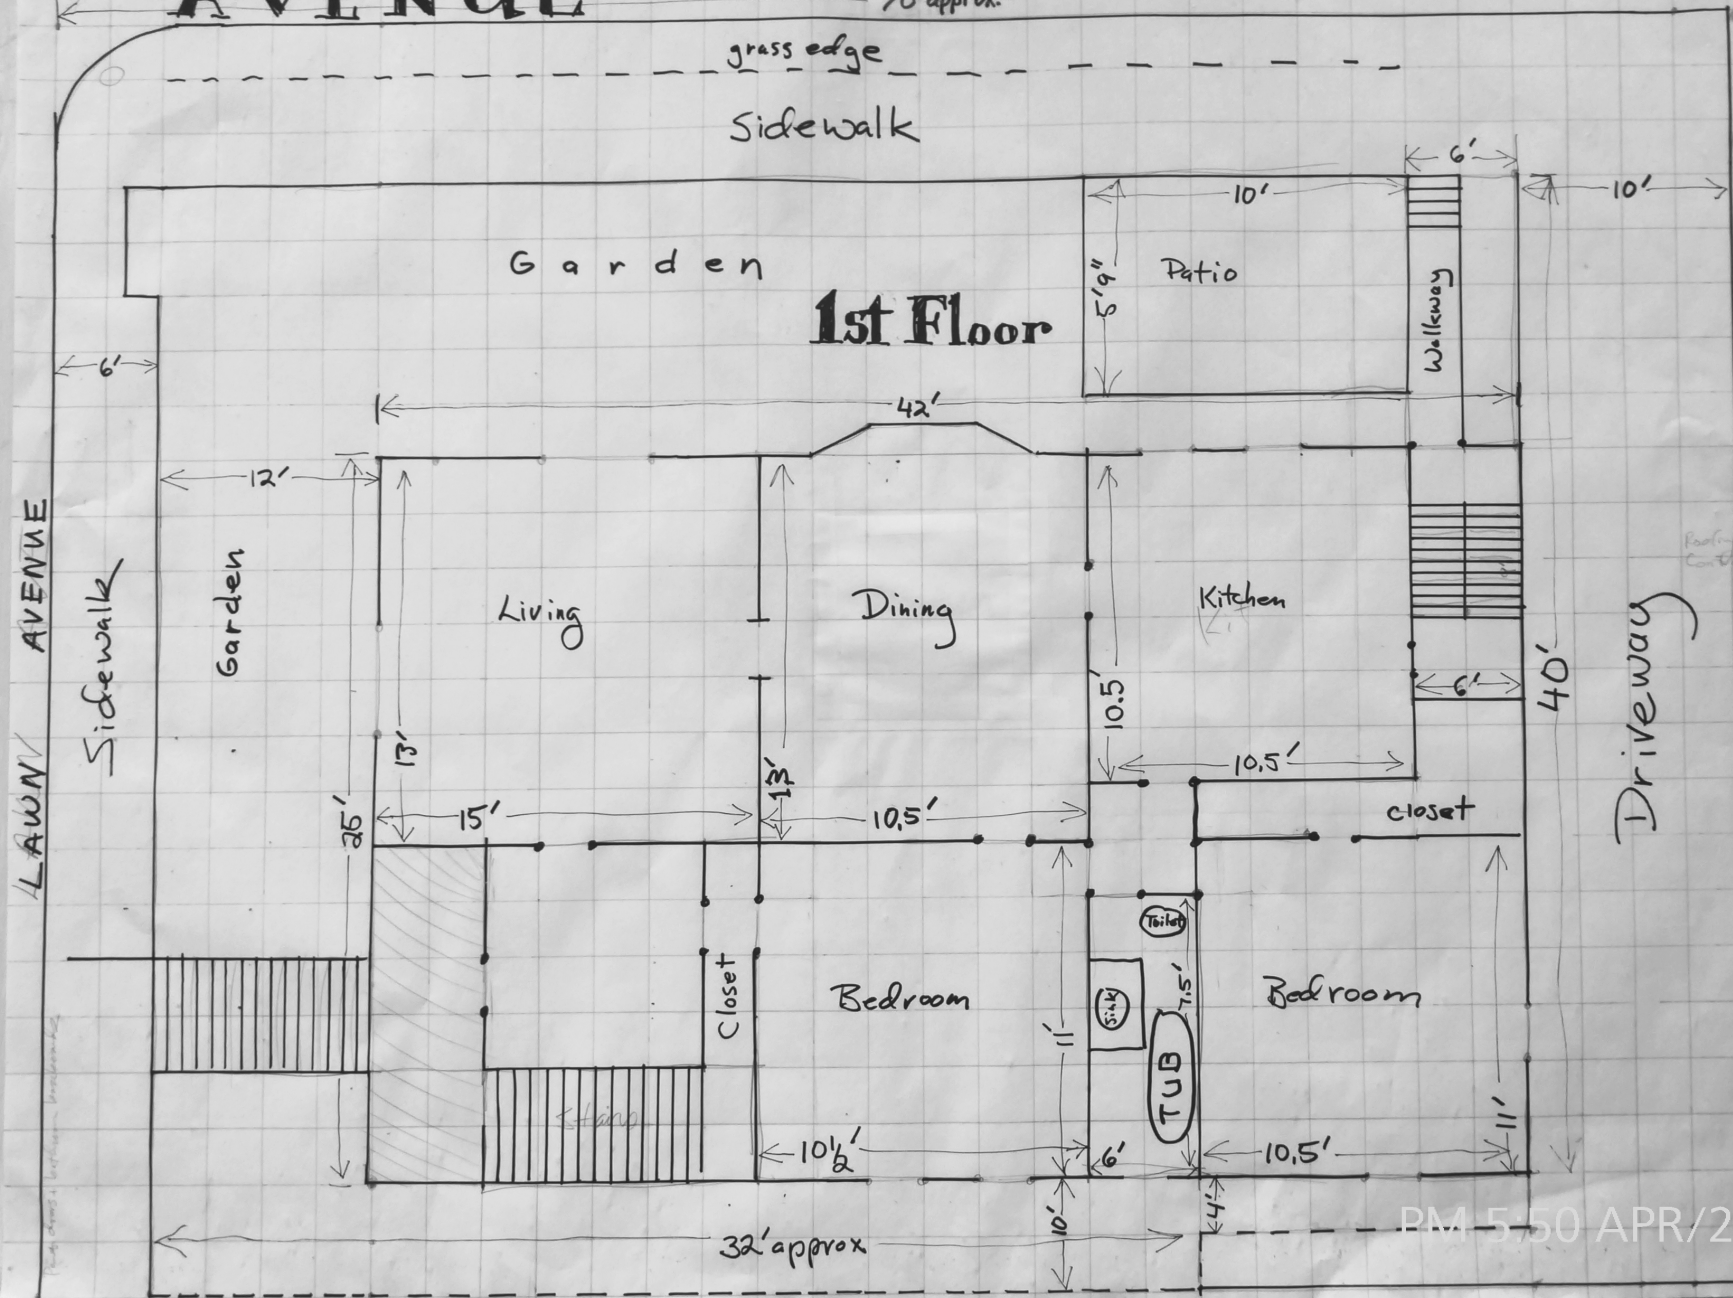 AVENUE
70 approx.
grass edge
Sidewalk
6'
10'
10'
Garden
Patio
5'9"
Walkway
1st Floor
6'
42'
12'
LAWN AVENUE
Sidewalk
Garden
Living
Dining
Kitchen
13'
13'
10.5'
6'
40'
Driveway
10.5'
25'
15'
10.5'
closet
Toilet
Closet
Bedroom
Sink
7.5'
Bedroom
11'
TUB
11'
Stairs
10½'
6'
10.5'
4'
10'
32' approx
PM 5:50 APR/2